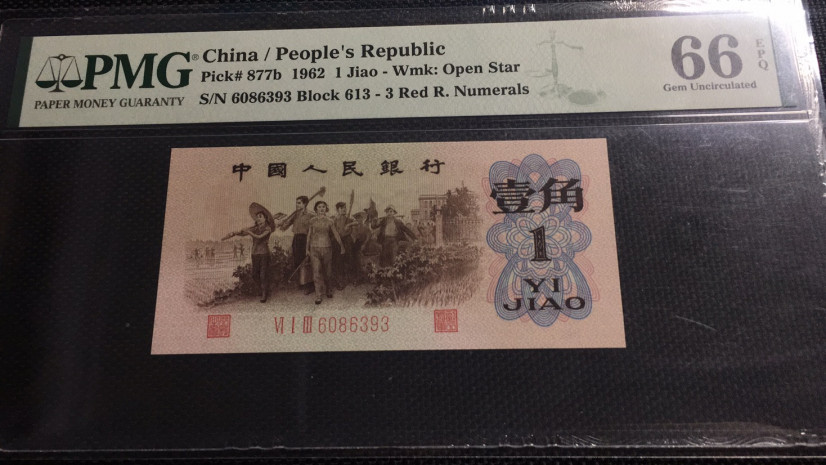 PMG®
PAPER MONEY GUARANTY
China / People's Republic
Pick# 877b 1962 1 Jiao - Wmk: Open Star
S/N 6086393 Block 613 - 3 Red R. Numerals
66 EPQ
Gem Uncirculated
中國人民銀行
壹角
1
YI
JIAO
VI I III 6086393